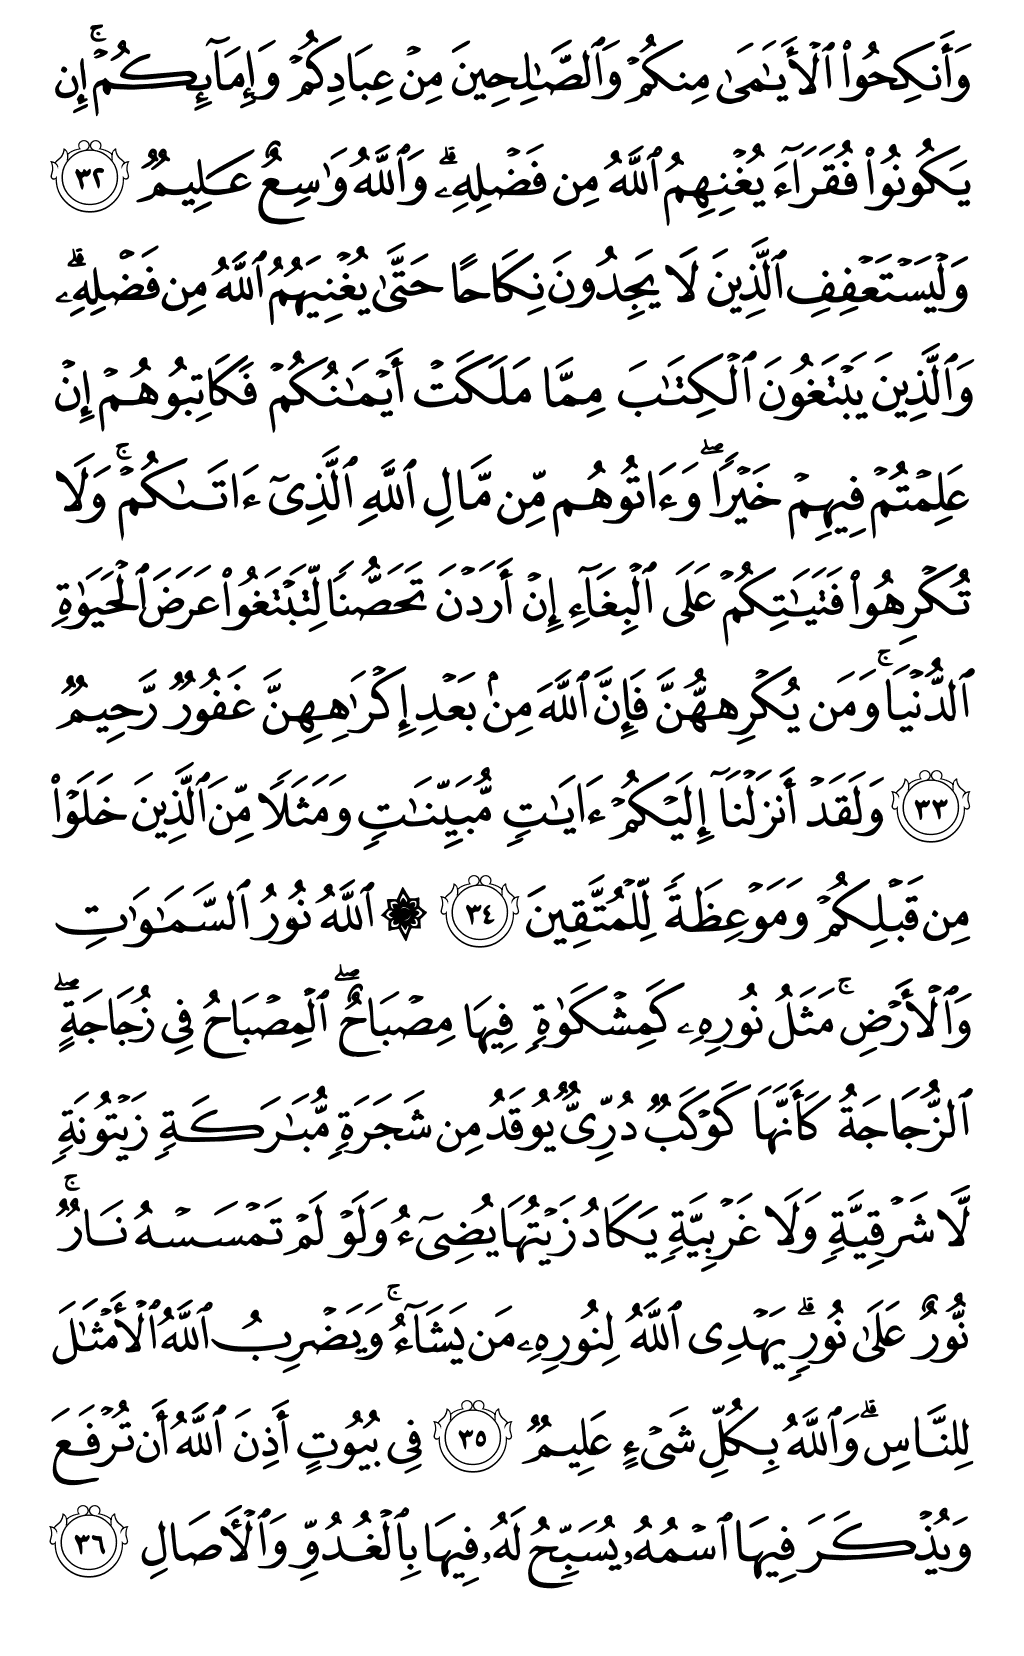 وَأَنكِحُوا۟ ٱلْأَيَـٰمَىٰ مِنكُمْ وَٱلصَّـٰلِحِينَ مِنْ عِبَادِكُمْ وَإِمَآئِكُمْ ۚ إِن
يَكُونُوا۟ فُقَرَآءَ يُغْنِهِمُ ٱللَّهُ مِن فَضْلِهِۦ ۗ وَٱللَّهُ وَٰسِعٌ عَلِيمٌ ٣٢
وَلْيَسْتَعْفِفِ ٱلَّذِينَ لَا يَجِدُونَ نِكَاحًا حَتَّىٰ يُغْنِيَهُمُ ٱللَّهُ مِن فَضْلِهِۦ ۗ
وَٱلَّذِينَ يَبْتَغُونَ ٱلْكِتَـٰبَ مِمَّا مَلَكَتْ أَيْمَـٰنُكُمْ فَكَاتِبُوهُمْ إِنْ
عَلِمْتُمْ فِيهِمْ خَيْرًا ۖ وَءَاتُوهُم مِّن مَّالِ ٱللَّهِ ٱلَّذِىٓ ءَاتَىٰكُمْ ۚ وَلَا
تُكْرِهُوا۟ فَتَيَـٰتِكُمْ عَلَى ٱلْبِغَآءِ إِنْ أَرَدْنَ تَحَصُّنًا لِّتَبْتَغُوا۟ عَرَضَ ٱلْحَيَوٰةِ
ٱلدُّنْيَا ۚ وَمَن يُكْرِههُّنَّ فَإِنَّ ٱللَّهَ مِنۢ بَعْدِ إِكْرَٰهِهِنَّ غَفُورٌ رَّحِيمٌ
٣٣ وَلَقَدْ أَنزَلْنَآ إِلَيْكُمْ ءَايَـٰتٍ مُّبَيِّنَـٰتٍ وَمَثَلًا مِّنَ ٱلَّذِينَ خَلَوْا۟
مِن قَبْلِكُمْ وَمَوْعِظَةً لِّلْمُتَّقِينَ ٣٤ ۞ ٱللَّهُ نُورُ ٱلسَّمَـٰوَٰتِ
وَٱلْأَرْضِ ۚ مَثَلُ نُورِهِۦ كَمِشْكَوٰةٍ فِيهَا مِصْبَاحٌ ۖ ٱلْمِصْبَاحُ فِى زُجَاجَةٍ ۖ
ٱلزُّجَاجَةُ كَأَنَّهَا كَوْكَبٌ دُرِّىٌّ يُوقَدُ مِن شَجَرَةٍ مُّبَـٰرَكَةٍ زَيْتُونَةٍ
لَّا شَرْقِيَّةٍ وَلَا غَرْبِيَّةٍ يَكَادُ زَيْتُهَا يُضِىٓءُ وَلَوْ لَمْ تَمْسَسْهُ نَارٌ ۚ
نُّورٌ عَلَىٰ نُورٍ ۗ يَهْدِى ٱللَّهُ لِنُورِهِۦ مَن يَشَآءُ ۚ وَيَضْرِبُ ٱللَّهُ ٱلْأَمْثَـٰلَ
لِلنَّاسِ ۗ وَٱللَّهُ بِكُلِّ شَىْءٍ عَلِيمٌ ٣٥ فِى بُيُوتٍ أَذِنَ ٱللَّهُ أَن تُرْفَعَ
وَيُذْكَرَ فِيهَا ٱسْمُهُۥ يُسَبِّحُ لَهُۥ فِيهَا بِٱلْغُدُوِّ وَٱلْأَصَالِ ٣٦